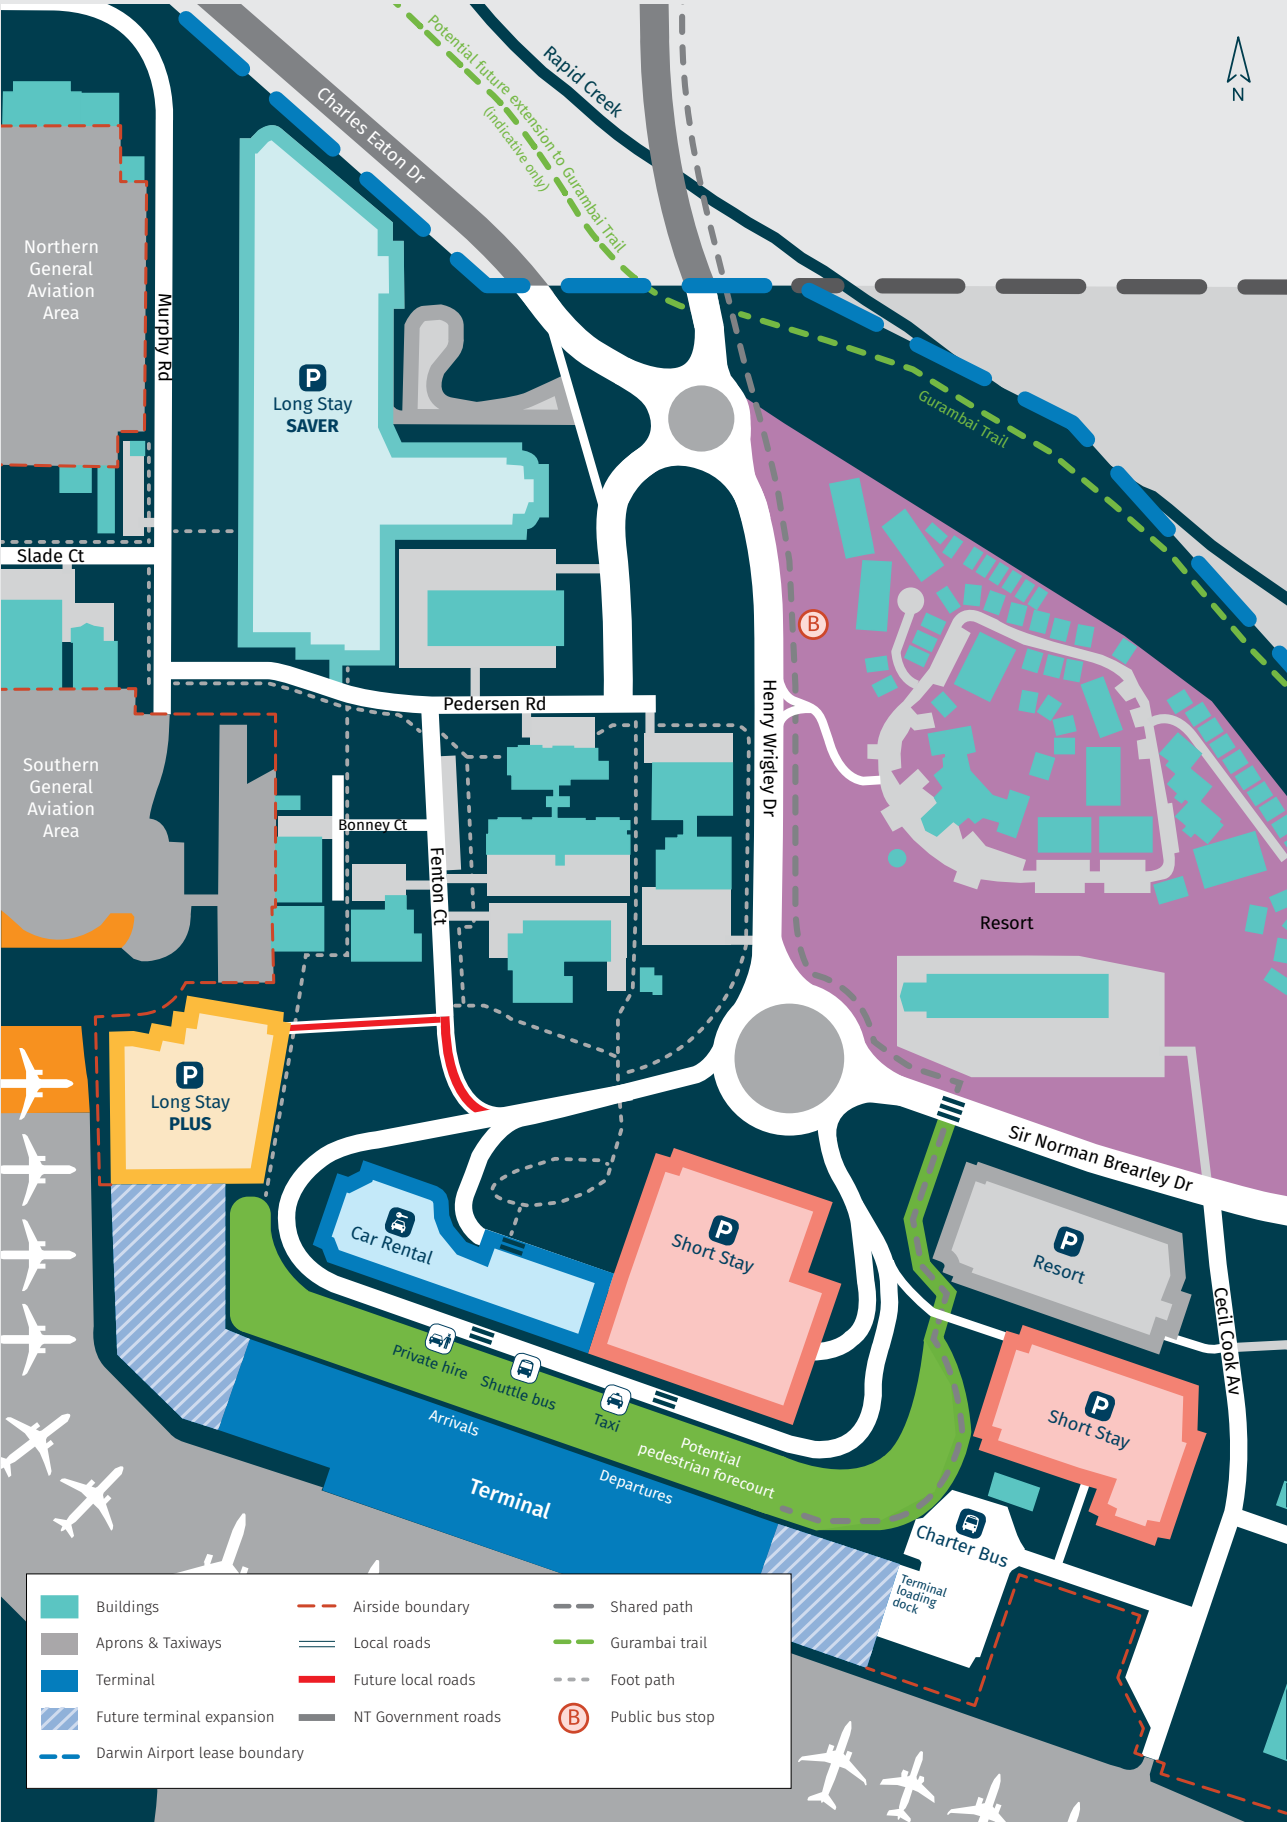 Potential future extension to Gurambai Trail
(indicative only)
Rapid Creek
N
Charles Eaton Dr
Northern
General
Aviation
Area
Murphy Rd
P
Long Stay
SAVER
Gurambai Trail
Slade Ct
B
Pedersen Rd
Henry Wrigley Dr
Southern
General
Aviation
Area
Bonney Ct
Fenton Ct
Resort
P
Long Stay
PLUS
Sir Norman Brearley Dr
Car Rental
P
Short Stay
P
Resort
Cecil Cook Av
Private hire
Shuttle bus
Taxi
P
Short Stay
Arrivals
Potential
pedestrian forecourt
Departures
Terminal
Charter Bus
Terminal
loading
dock
Buildings
Aprons & Taxiways
Terminal
Future terminal expansion
Darwin Airport lease boundary
Airside boundary
Local roads
Future local roads
NT Government roads
Shared path
Gurambai trail
Foot path
B
Public bus stop